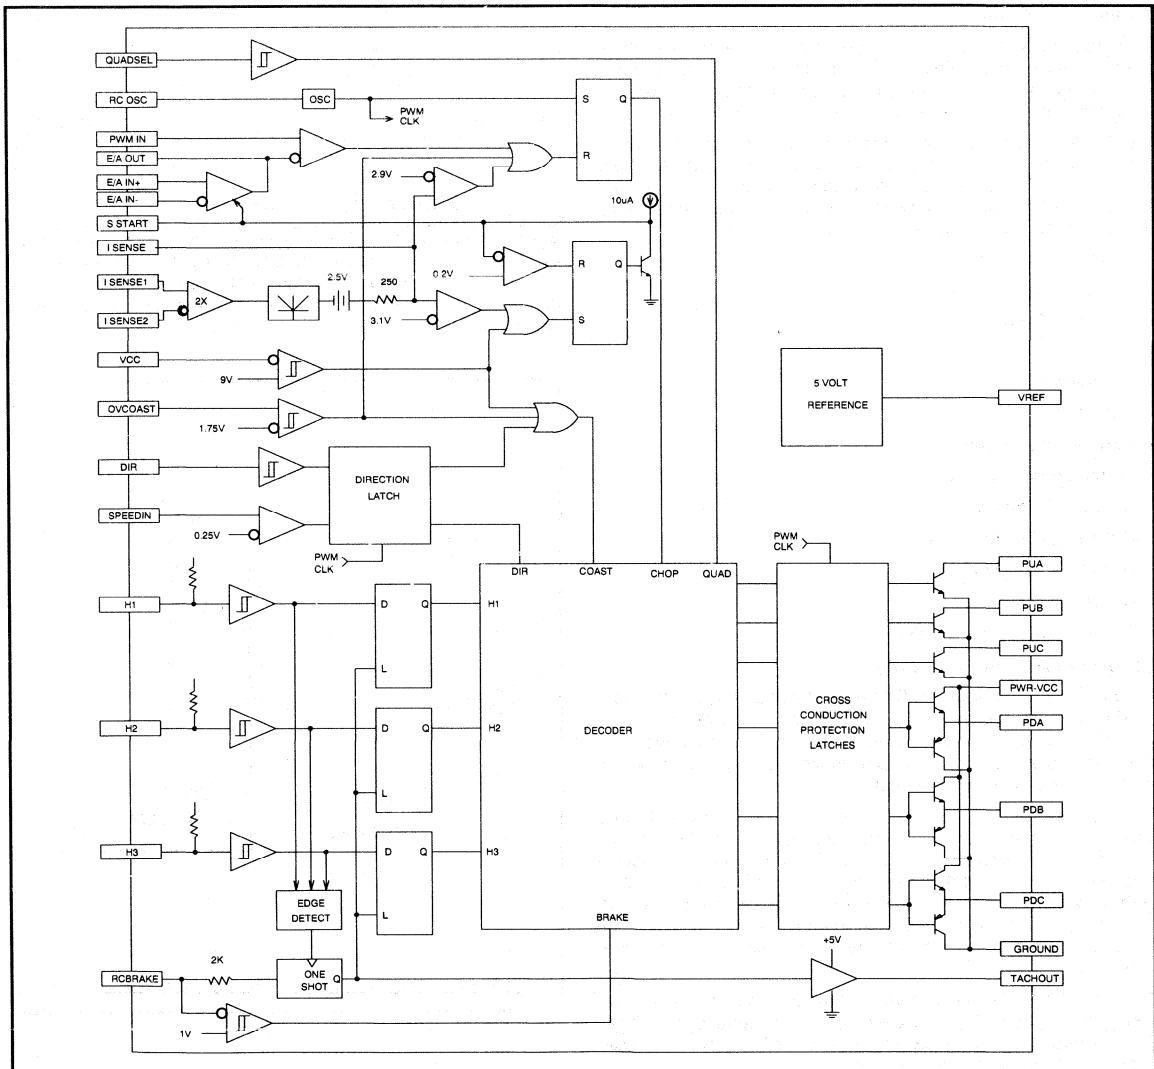 QUADSEL
RC OSC
OSC
PWM
CLK
S
Q
R
PWM IN
E/A OUT
E/A IN+
E/A IN-
2.9V
10uA
S START
I SENSE
0.2V
R
Q
S
I SENSE1
I SENSE2
2X
2.5V
250
3.1V
VCC
9V
OVCOAST
1.75V
5 VOLT
REFERENCE
VREF
DIR
DIRECTION
LATCH
SPEEDIN
0.25V
PWM
CLK
PWM
CLK
DIR
COAST
CHOP
QUAD
H1
D
Q
L
H1
H2
D
Q
L
H2
DECODER
H3
D
Q
L
H3
BRAKE
CROSS
CONDUCTION
PROTECTION
LATCHES
PUA
PUB
PUC
PWR-VCC
PDA
PDB
PDC
GROUND
EDGE
DETECT
RCBRAKE
2K
ONE
SHOT
Q
+5V
TACHOUT
1V